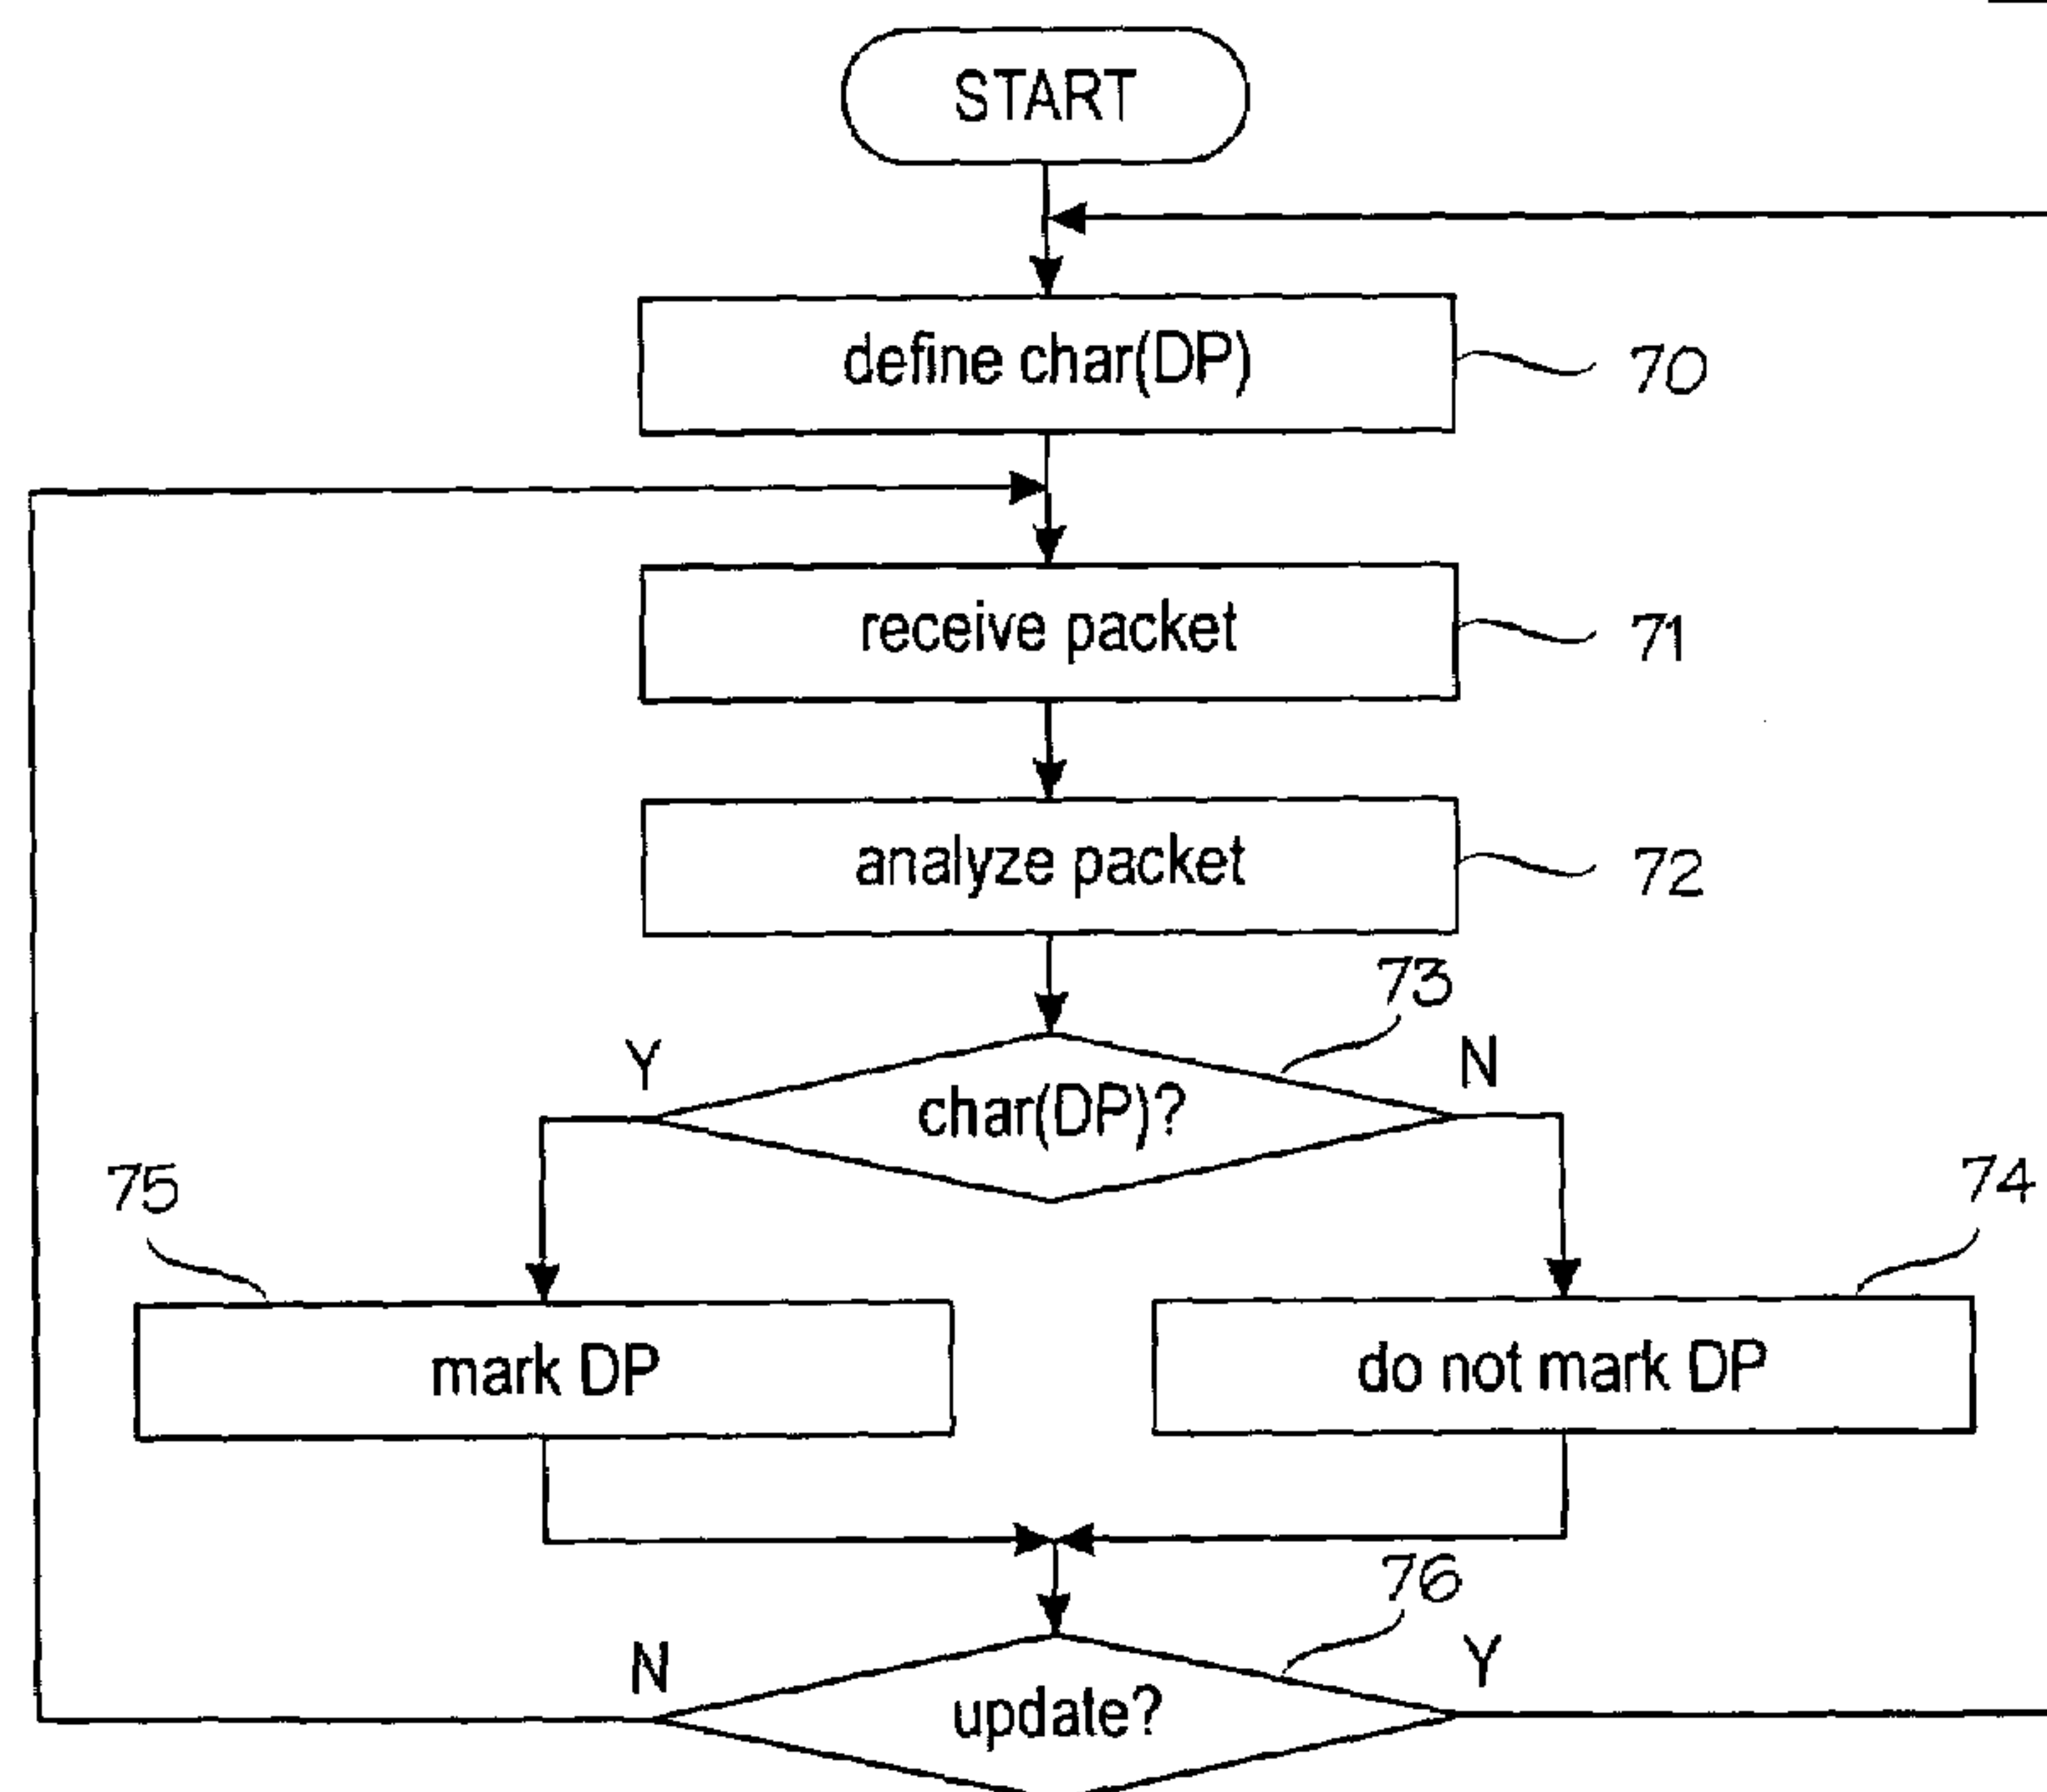 START
define char(DP)
70
receive packet
71
analyze packet
72
73
Y
N
char(DP)?
75
74
mark DP
do not mark DP
76
N
Y
update?